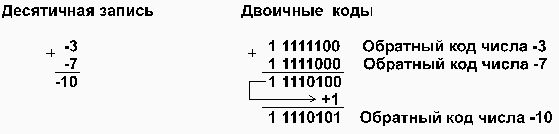 Десятичная запись Двоичные коды
+ -3 + 1 1111100 Обратный код числа -3
-7 1 1111000 Обратный код числа -7
-10 1 1110100
+1
1 1110101 Обратный код числа -10